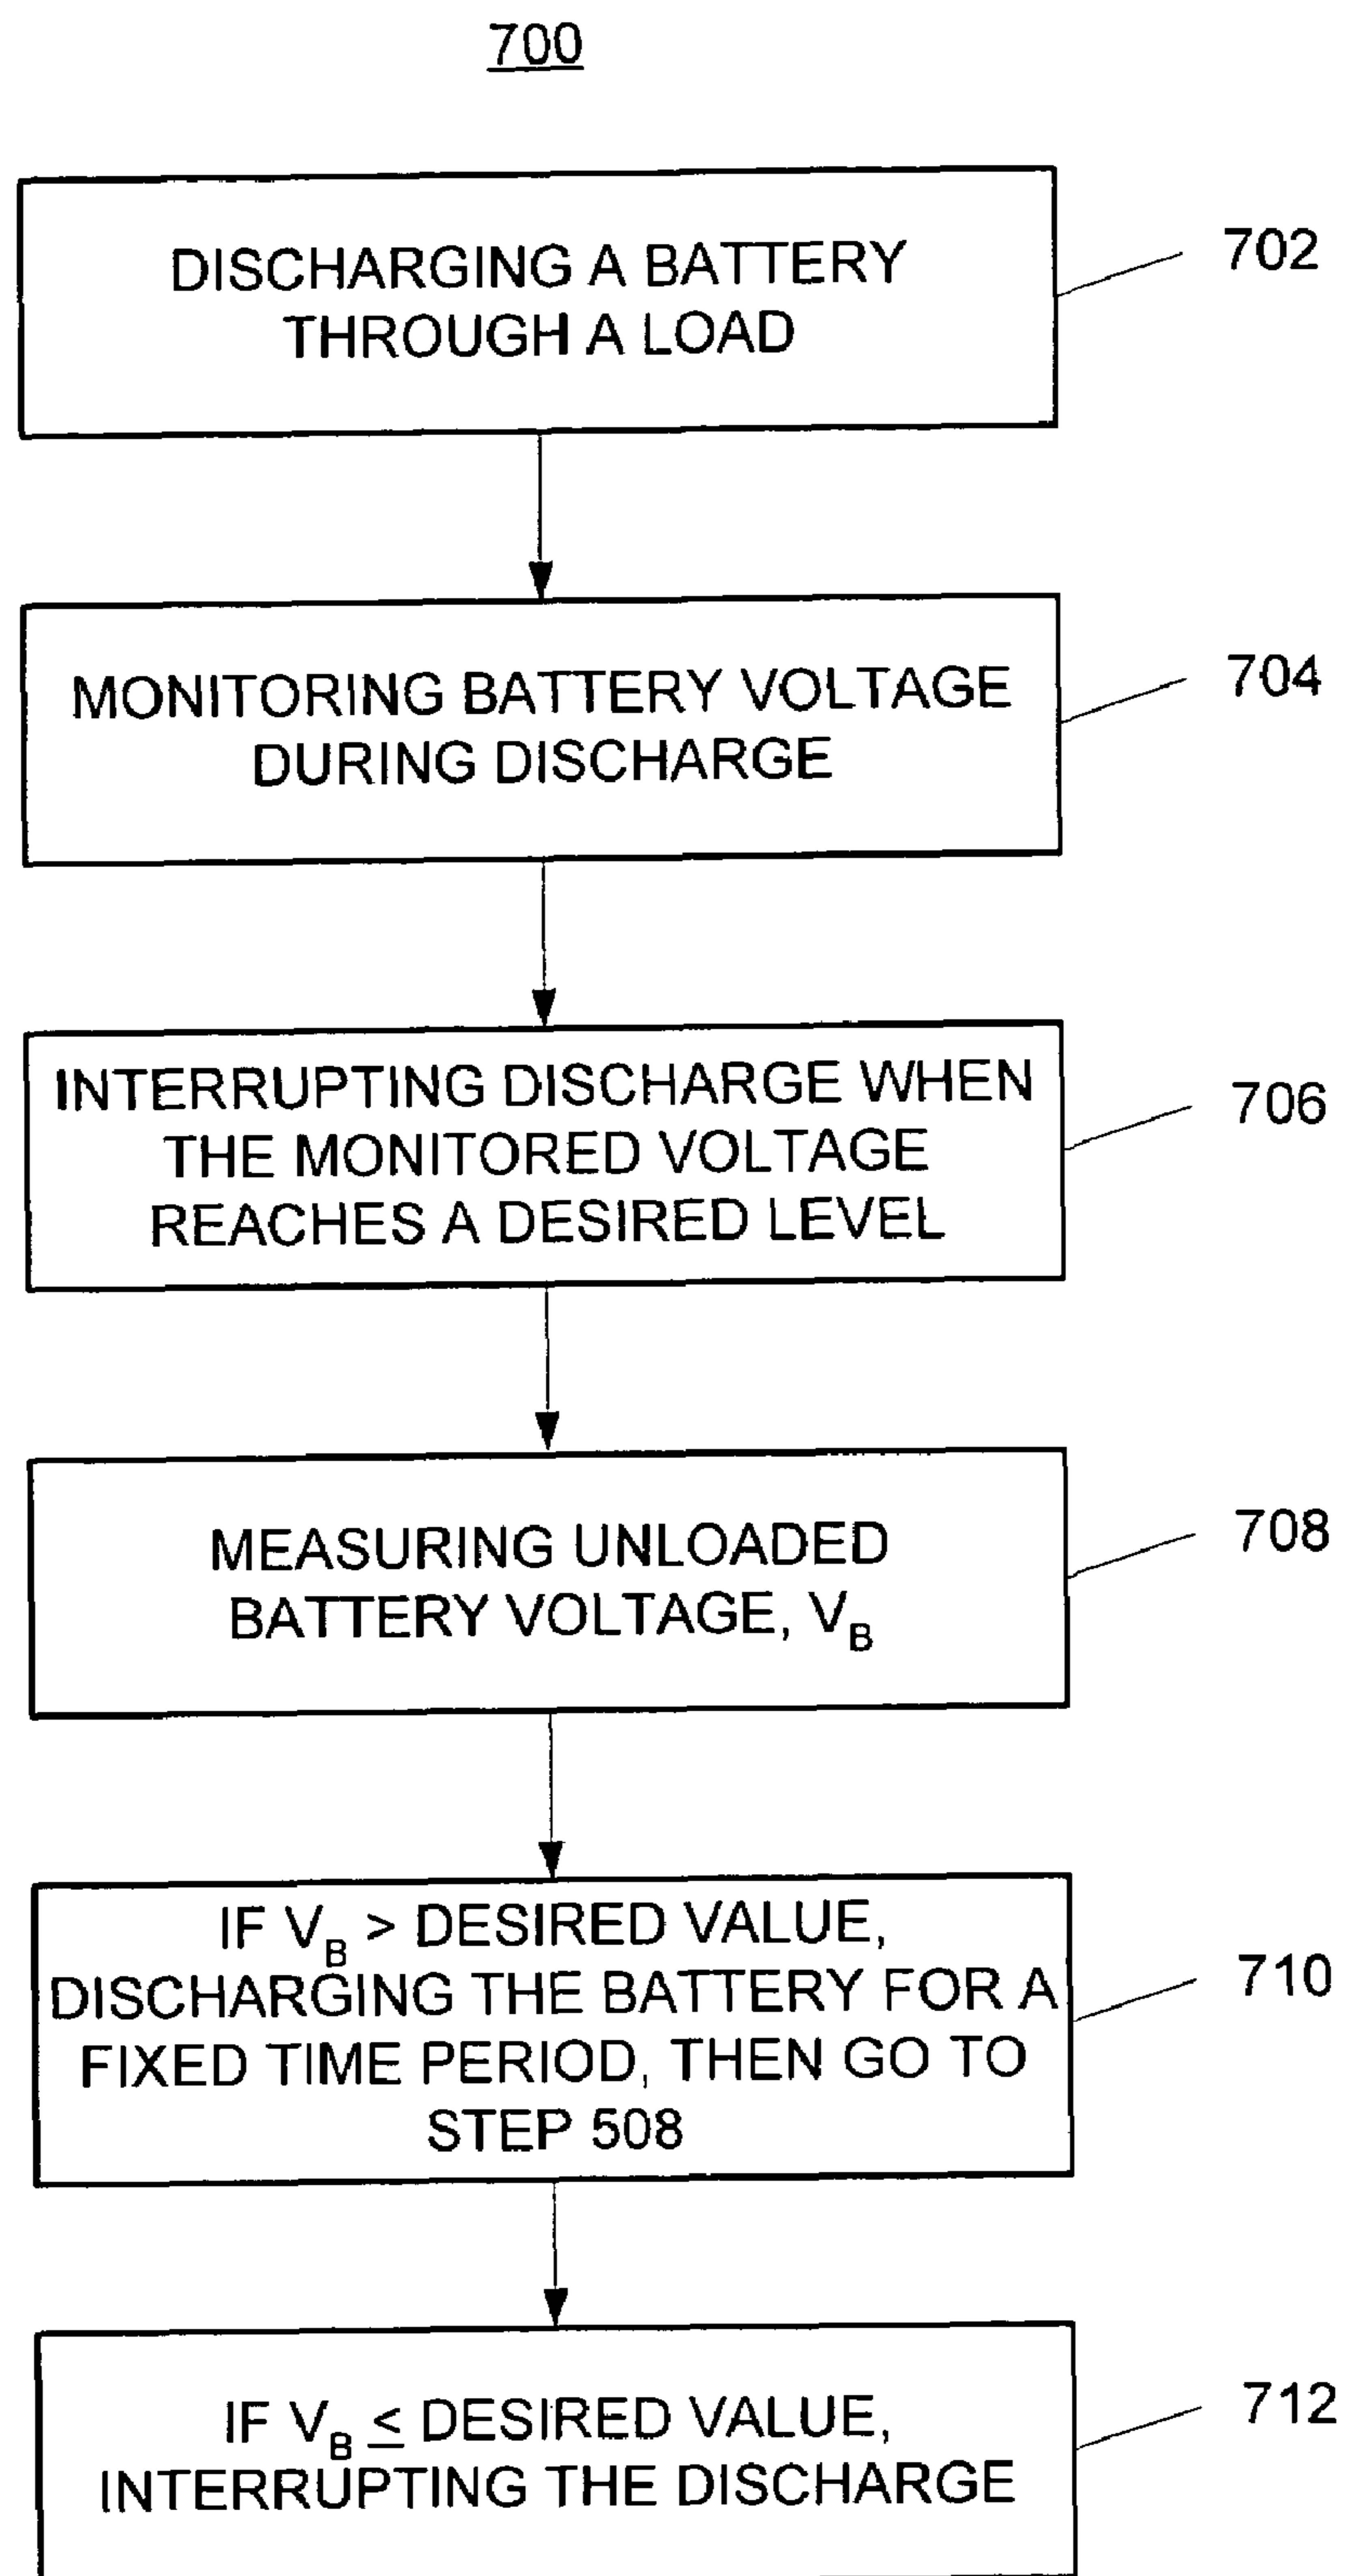 700
DISCHARGING A BATTERY
THROUGH A LOAD
702
MONITORING BATTERY VOLTAGE
DURING DISCHARGE
704
INTERRUPTING DISCHARGE WHEN
THE MONITORED VOLTAGE
REACHES A DESIRED LEVEL
706
MEASURING UNLOADED
BATTERY VOLTAGE, VB
708
IF VB > DESIRED VALUE,
DISCHARGING THE BATTERY FOR A
FIXED TIME PERIOD, THEN GO TO
STEP 508
710
IF VB ≤ DESIRED VALUE,
INTERRUPTING THE DISCHARGE
712